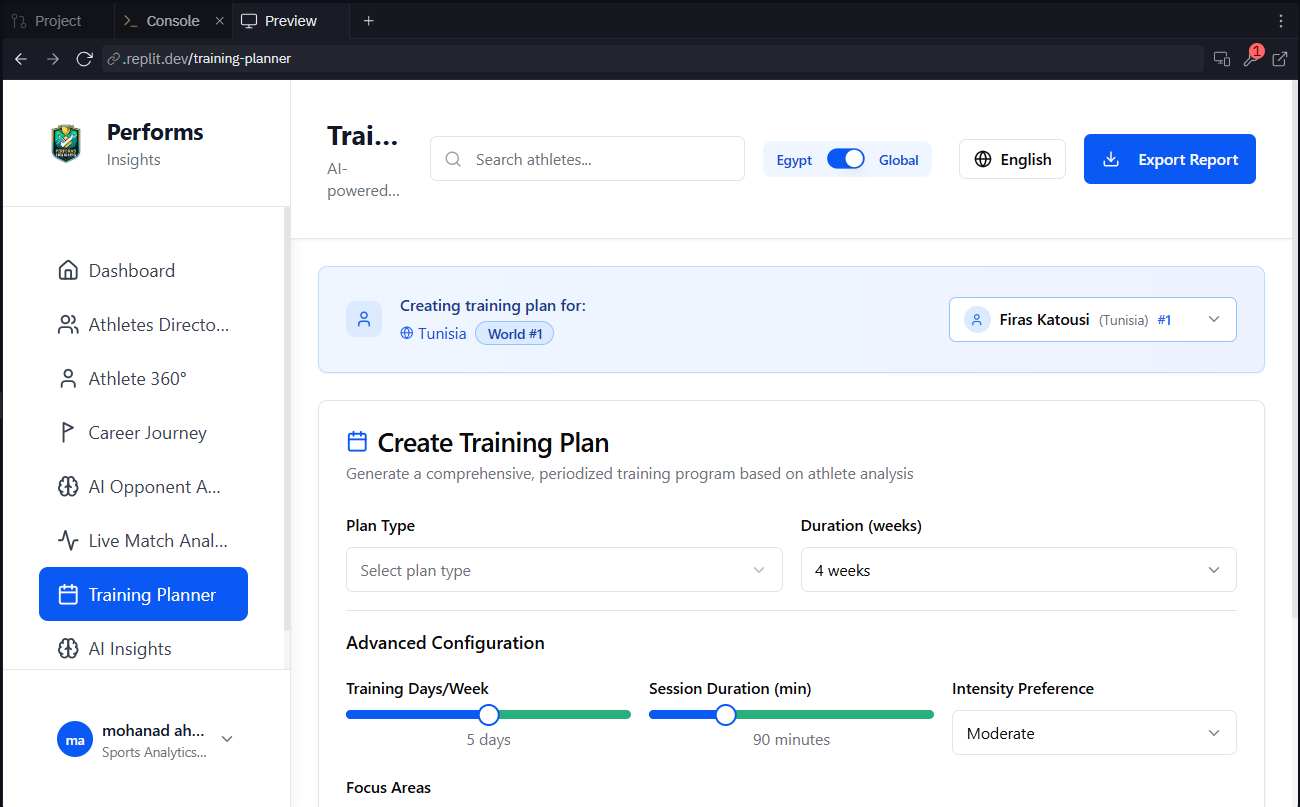 Project
Console
Preview
.replit.dev/training-planner
1
Performs
Insights
Trai...
AI-
powered...
Search athletes...
Egypt
Global
English
Export Report
Dashboard
Athletes Directo...
Athlete 360°
Career Journey
AI Opponent A...
Live Match Anal...
Training Planner
AI Insights
ma
mohanad ah...
Sports Analytics...
Creating training plan for:
Tunisia World #1
Firas Katousi (Tunisia) #1
Create Training Plan
Generate a comprehensive, periodized training program based on athlete analysis
Plan Type
Select plan type
Duration (weeks)
4 weeks
Advanced Configuration
Training Days/Week
5 days
Session Duration (min)
90 minutes
Intensity Preference
Moderate
Focus Areas